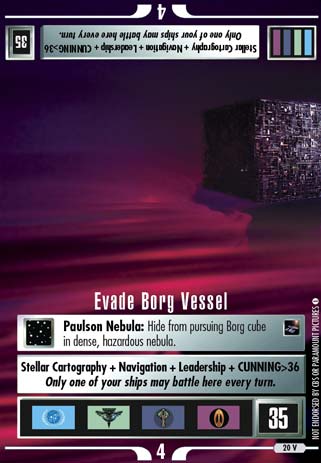 4
35
Stellar Cartography + Navigation + Leadership + CUNNING>36
Only one of your ships may battle here every turn.
Evade Borg Vessel
Paulson Nebula: Hide from pursuing Borg cube
in dense, hazardous nebula.
Stellar Cartography + Navigation + Leadership + CUNNING>36
Only one of your ships may battle here every turn.
35
4
20 V
NOT ENDORSED BY CBS OR PARAMOUNT PICTURES